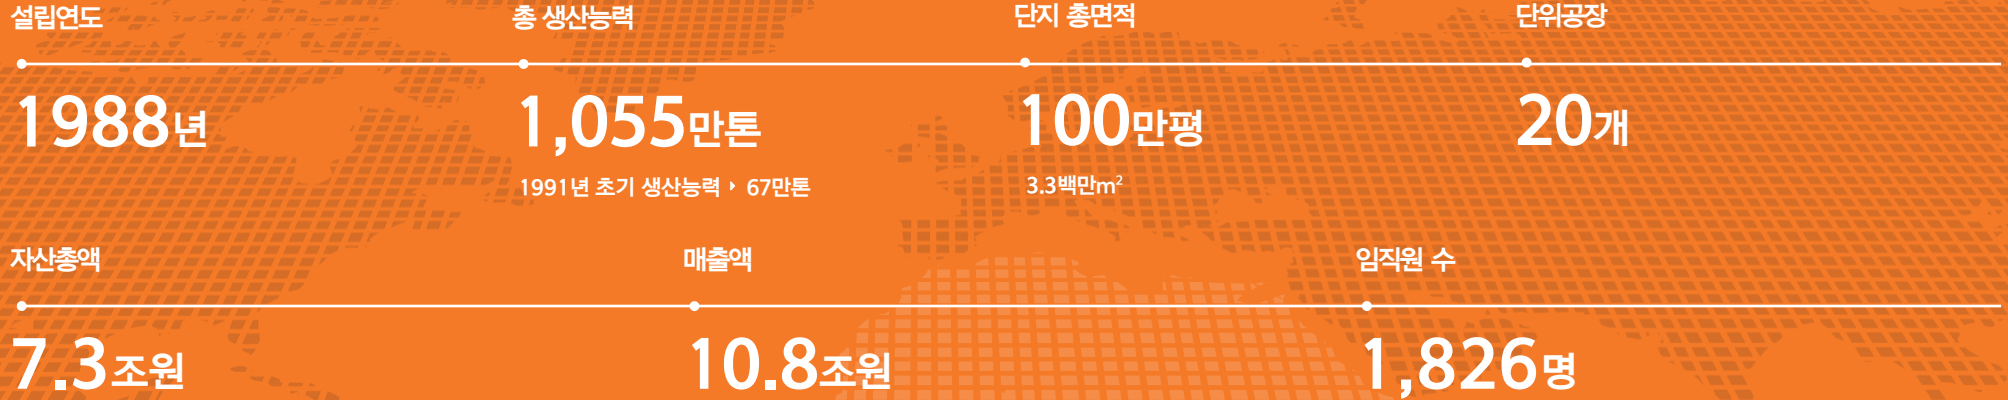 설립연도 총 생산능력 단지 총면적 단위공장
1988년 1,055만톤 100만평 20개
1991년 초기 생산능력 ▸ 67만톤 3.3백만m²
자산총액 매출액 임직원 수
7.3조원 10.8조원 1,826명